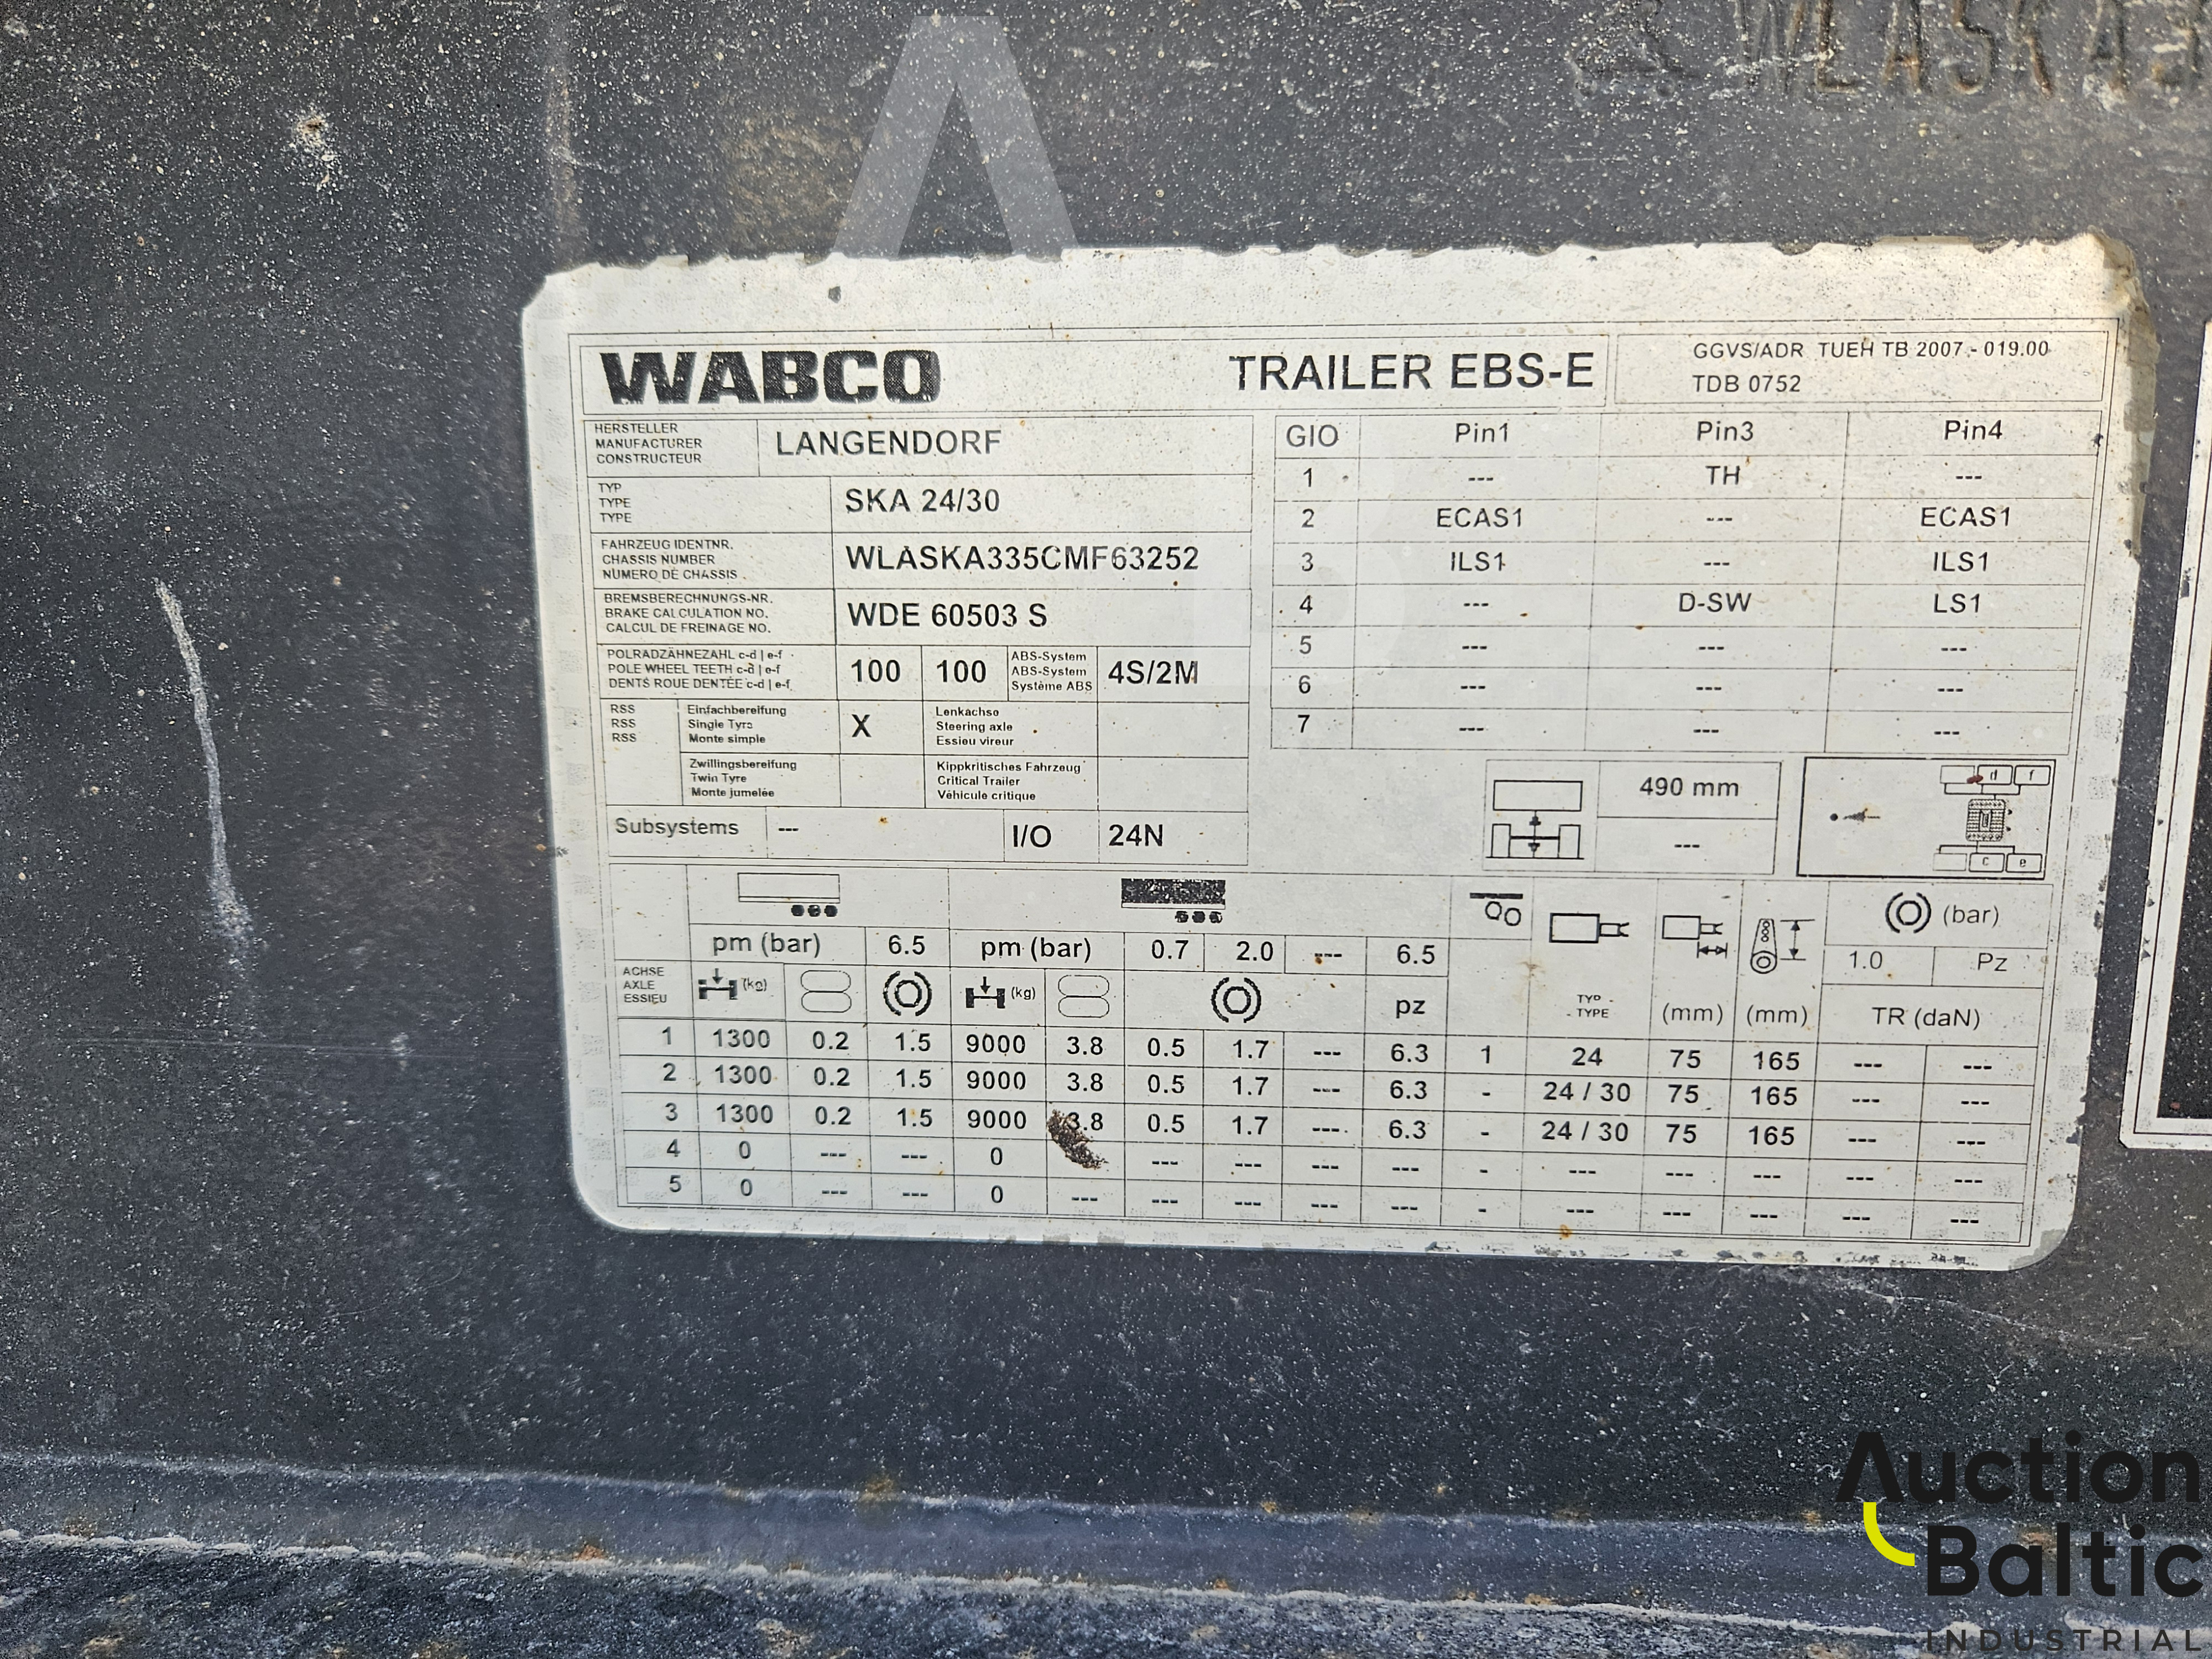 WLASKA3
WABCO TRAILER EBS-E GGVS/ADR TUEH TB 2007 - 019.00
TDB 0752
HERSTELLER
MANUFACTURER
CONSTRUCTEUR
LANGENDORF
TYP
TYPE
TYPE
SKA 24/30
FAHRZEUG IDENTNR.
CHASSIS NUMBER
NUMERO DE CHASSIS
WLASKA335CMF63252
BREMSBERECHNUNGS-NR.
BRAKE CALCULATION NO.
CALCUL DE FREINAGE NO.
WDE 60503 S
POLRADZÄHNEZAHL c-d | e-f
POLE WHEEL TEETH c-d | e-f
DENTS ROUE DENTÉE c-d | e-f
100 100
ABS-System
ABS-System
Système ABS
4S/2M
RSS
RSS
RSS
Einfachbereifung
Single Tyre
Monte simple
X
Lenkachse
Steering axle
Essieu vireur
Zwillingsbereifung
Twin Tyre
Monte jumelée
Kippkritisches Fahrzeug
Critical Trailer
Véhicule critique
Subsystems --- I/O 24N
GIO Pin1 Pin3 Pin4
1 --- TH ---
2 ECAS1 --- ECAS1
3 ILS1 --- ILS1
4 --- D-SW LS1
5 --- --- ---
6 --- --- ---
7 --- --- ---
490 mm
---
d f
c e
pm (bar) 6.5 pm (bar) 0.7 2.0 --- 6.5
(bar)
1.0 Pz
ACHSE
AXLE
ESSIEU
(kg) (kg) pz
TYP -
- TYPE
(mm) (mm) TR (daN)
1 1300 0.2 1.5 9000 3.8 0.5 1.7 --- 6.3 1 24 75 165 --- ---
2 1300 0.2 1.5 9000 3.8 0.5 1.7 --- 6.3 - 24 / 30 75 165 --- ---
3 1300 0.2 1.5 9000 3.8 0.5 1.7 --- 6.3 - 24 / 30 75 165 --- ---
4 0 --- --- 0 --- --- --- --- - --- --- --- --- ---
5 0 --- --- 0 --- --- --- --- --- - --- --- --- --- ---
Auction
Baltic
INDUSTRIAL